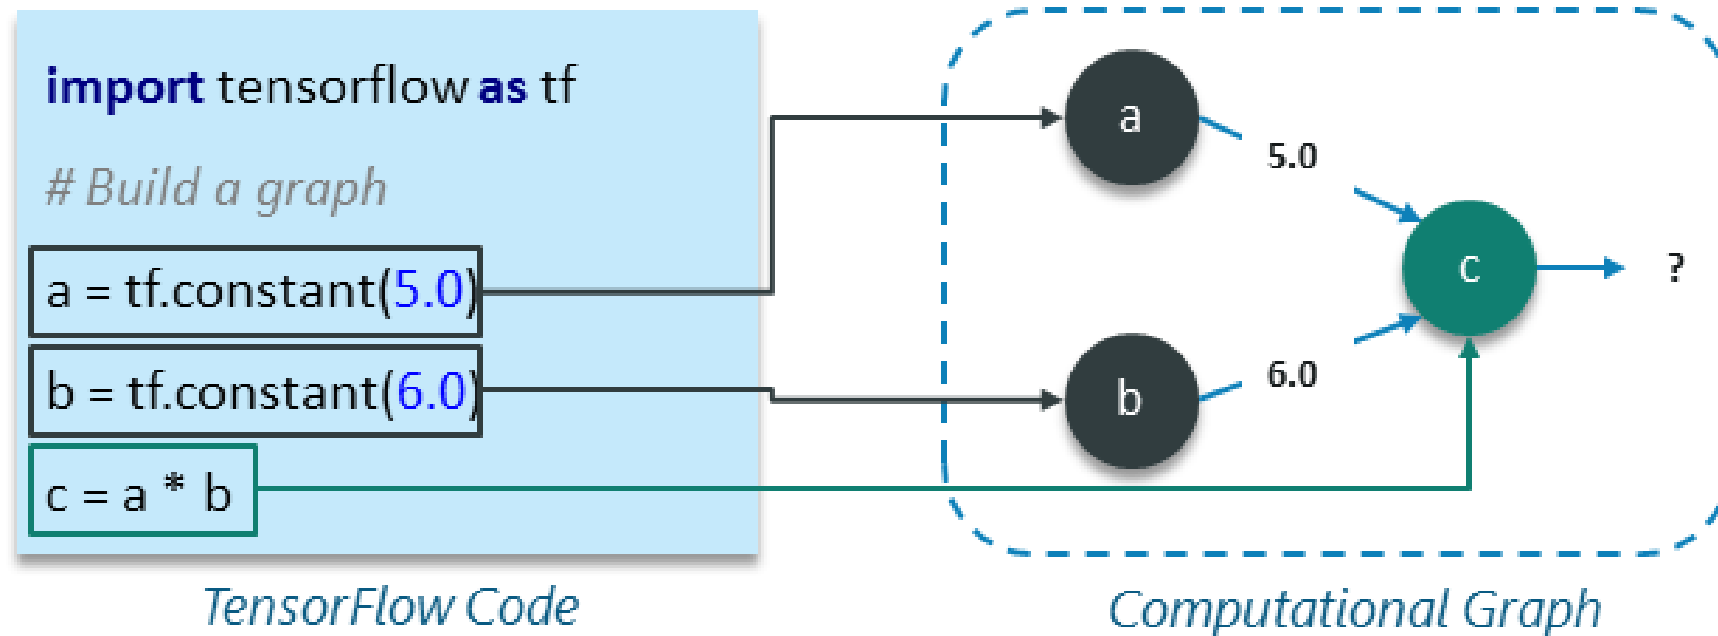 import tensorflow as tf
# Build a graph
a = tf.constant(5.0)
b = tf.constant(6.0)
c = a * b
TensorFlow Code
a
5.0
c
?
b
6.0
Computational Graph